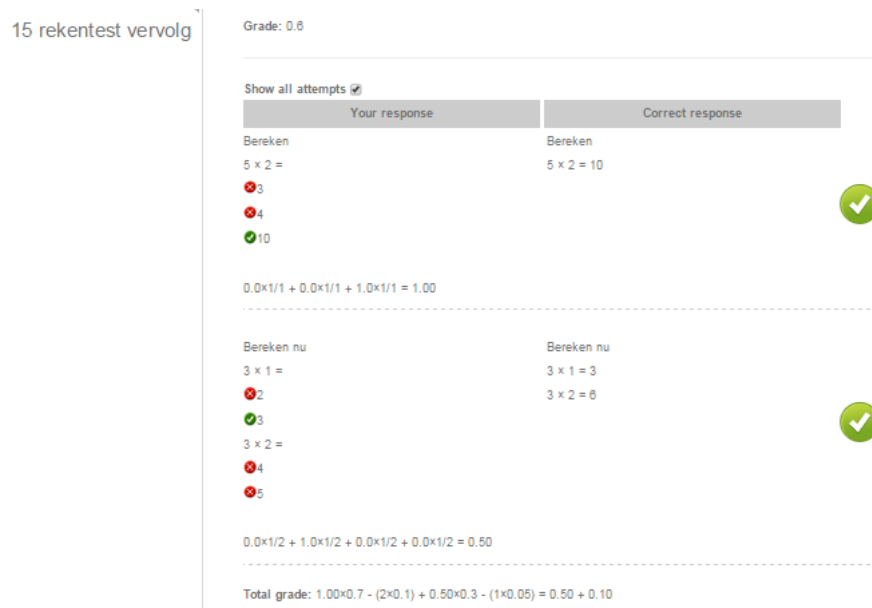 15 rekentest vervolg
Grade: 0.6
Show all attempts
Your response Correct response
Bereken Bereken
5 × 2 = 5 × 2 = 10
3
4
10
0.0×1/1 + 0.0×1/1 + 1.0×1/1 = 1.00
Bereken nu Bereken nu
3 × 1 = 3 × 1 = 3
2 3 × 2 = 6
3
3 × 2 =
4
5
0.0×1/2 + 1.0×1/2 + 0.0×1/2 + 0.0×1/2 = 0.50
Total grade: 1.00×0.7 - (2×0.1) + 0.50×0.3 - (1×0.05) = 0.50 + 0.10